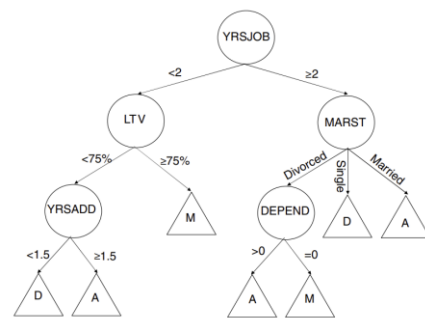 YRSJOB
<2
≥2
LTV
MARST
<75%
≥75%
Divorced
Single
Married
YRSADD
M
DEPEND
D
A
<1.5
≥1.5
>0
=0
D
A
A
M